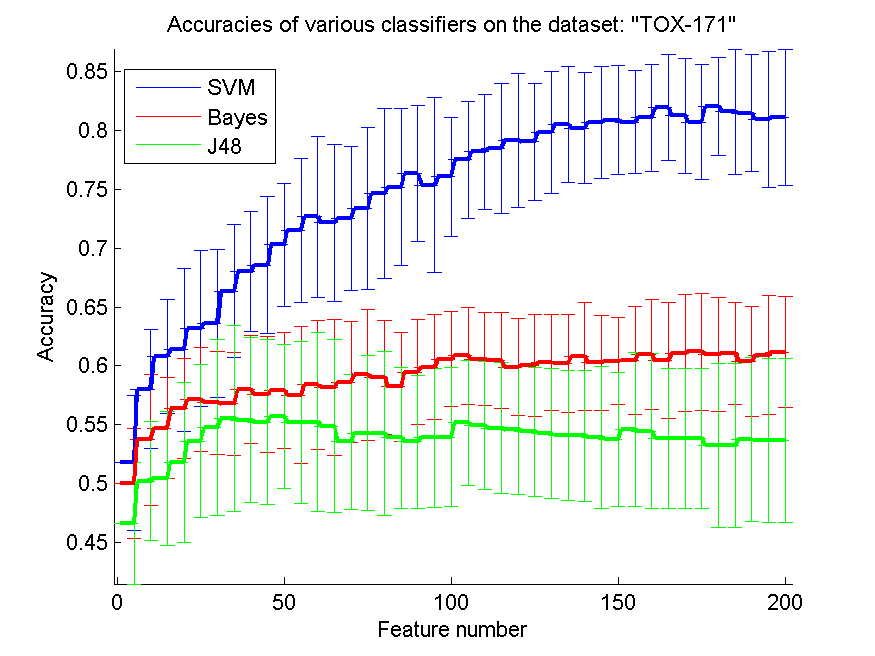 Accuracies of various classifiers on the dataset: "TOX-171"
SVM
Bayes
J48
0.85
0.8
0.75
0.7
0.65
0.6
0.55
0.5
0.45
Accuracy
0 50 100 150 200
Feature number